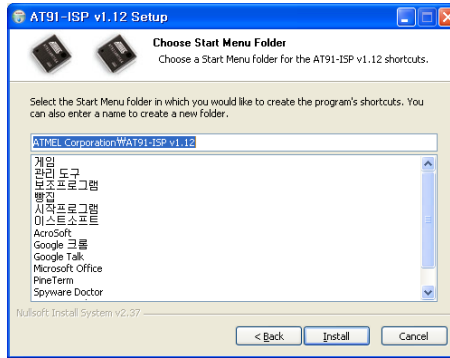 AT91-ISP v1.12 Setup
Choose Start Menu Folder
Choose a Start Menu folder for the AT91-ISP v1.12 shortcuts.
Select the Start Menu folder in which you would like to create the program's shortcuts. You
can also enter a name to create a new folder.
ATMEL Corporation₩AT91-ISP v1.12
게임
관리 도구
보조프로그램
빵집
시작프로그램
이스트소프트
AcroSoft
Google 크롬
Google Talk
Microsoft Office
PineTerm
Spyware Doctor
Nullsoft Install System v2.37
< Back
Install
Cancel